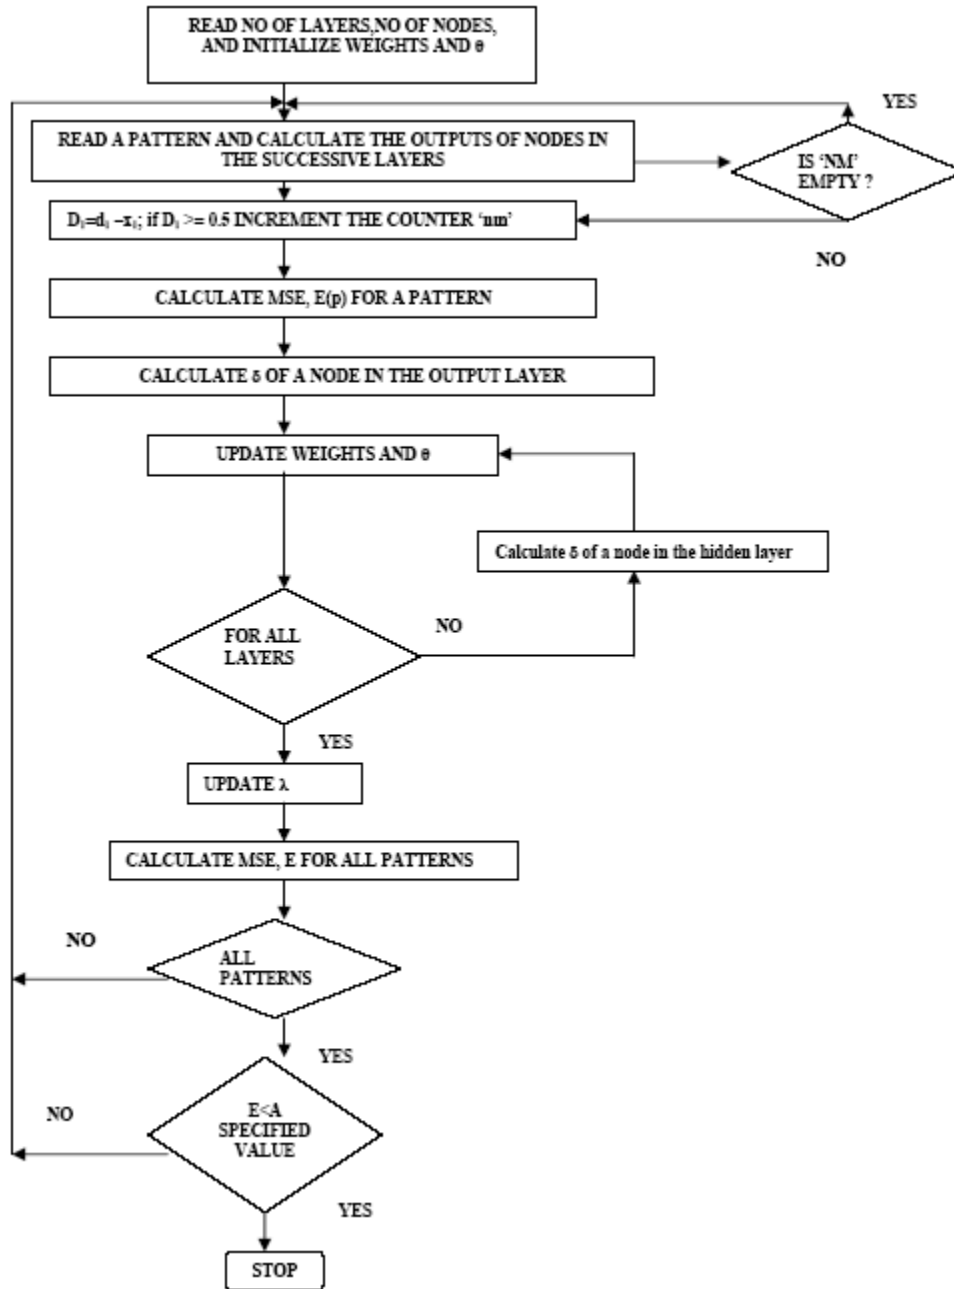 READ NO OF LAYERS,NO OF NODES,
AND INITIALIZE WEIGHTS AND θ
YES
READ A PATTERN AND CALCULATE THE OUTPUTS OF NODES IN
THE SUCCESSIVE LAYERS
IS ‘NM’
EMPTY ?
D₁=d₁ –x₁; if D₁ >= 0.5 INCREMENT THE COUNTER ‘nm’
NO
CALCULATE MSE, E(p) FOR A PATTERN
CALCULATE δ OF A NODE IN THE OUTPUT LAYER
UPDATE WEIGHTS AND θ
Calculate δ of a node in the hidden layer
NO
FOR ALL
LAYERS
YES
UPDATE λ
CALCULATE MSE, E FOR ALL PATTERNS
NO
ALL
PATTERNS
YES
NO
E<A
SPECIFIED
VALUE
YES
STOP